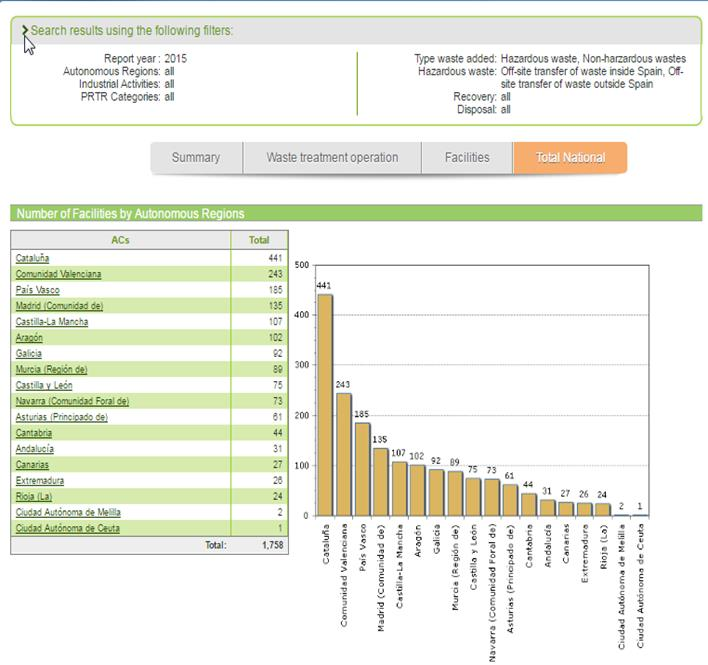 Search results using the following filters:
Report year : 2015
Autonomous Regions: all
Industrial Activities: all
PRTR Categories: all
Type waste added: Hazardous waste, Non-harzardous wastes
Hazardous waste: Off-site transfer of waste inside Spain, Off-
site transfer of waste outside Spain
Recovery: all
Disposal: all
Summary Waste treatment operation Facilities Total National
Number of Facilities by Autonomous Regions
ACs Total
Cataluña 441
Comunidad Valenciana 243
País Vasco 185
Madrid (Comunidad de) 135
Castilla-La Mancha 107
Aragón 102
Galicia 92
Murcia (Región de) 89
Castilla y León 75
Navarra (Comunidad Foral de) 73
Asturias (Principado de) 61
Cantabria 44
Andalucía 31
Canarias 27
Extremadura 26
Rioja (La) 24
Ciudad Autónoma de Melilla 2
Ciudad Autónoma de Ceuta 1
Total: 1,758
500
400
300
200
100
0
441
243
185
135
107
102
92
89
75
73
61
44
31
27
26
24
2
1
Cataluña
Comunidad Valenciana
País Vasco
Madrid (Comunidad de)
Castilla-La Mancha
Aragón
Galicia
Murcia (Región de)
Castilla y León
Navarra (Comunidad Foral de)
Asturias (Principado de)
Cantabria
Andalucía
Canarias
Extremadura
Rioja (La)
Ciudad Autónoma de Melilla
Ciudad Autónoma de Ceuta